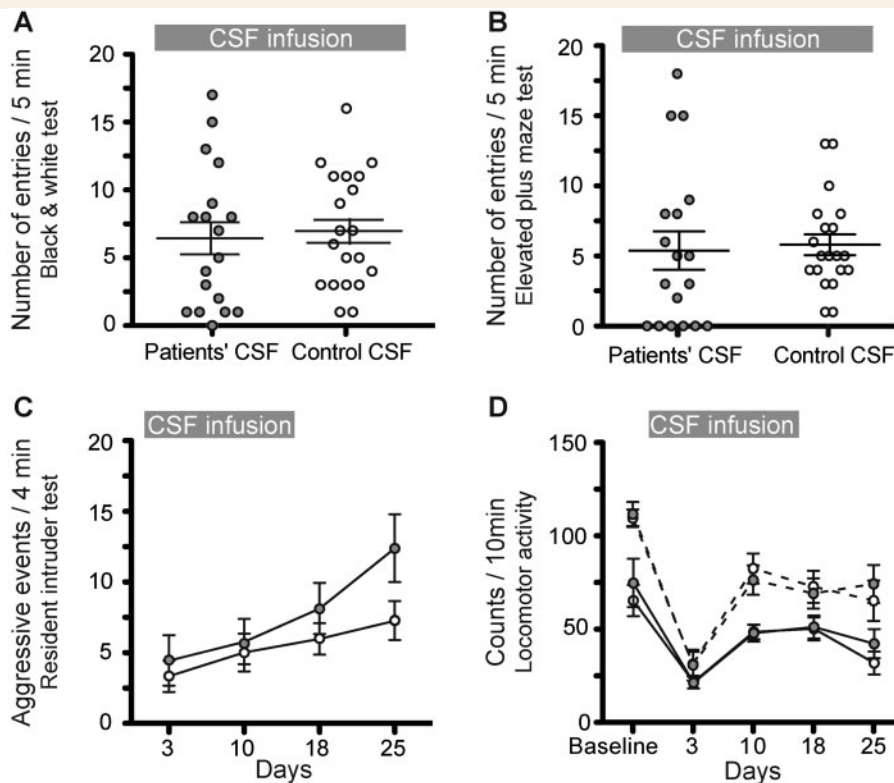 A
CSF infusion
Number of entries / 5 min
Black & white test
20
15
10
5
0
Patients' CSF
Control CSF
B
CSF infusion
Number of entries / 5 min
Elevated plus maze test
20
15
10
5
0
Patients' CSF
Control CSF
C
CSF infusion
Aggressive events / 4 min
Resident intruder test
20
15
10
5
0
3
10
18
25
Days
D
CSF infusion
Counts / 10min
Locomotor activity
150
100
50
0
Baseline
3
10
18
25
Days